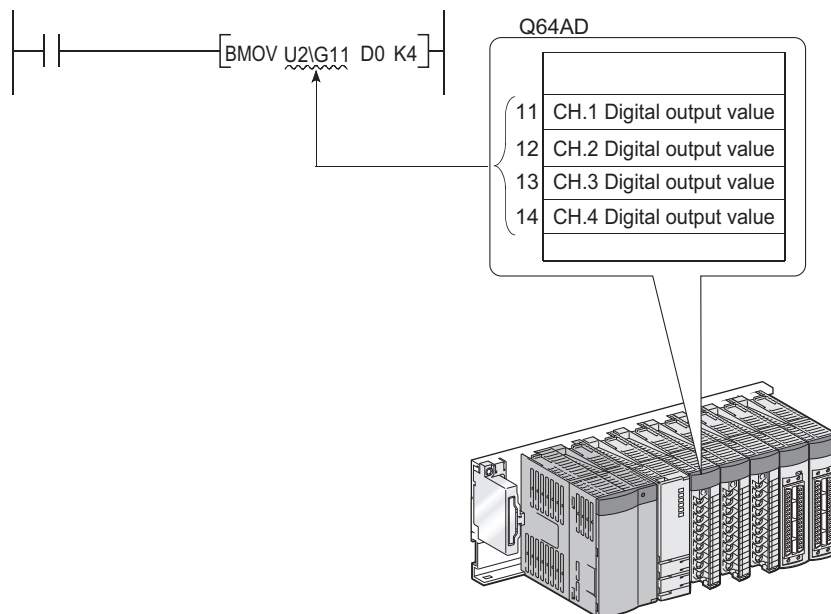 Q64AD
BMOV U2\G11 D0 K4
11 CH.1 Digital output value
12 CH.2 Digital output value
13 CH.3 Digital output value
14 CH.4 Digital output value